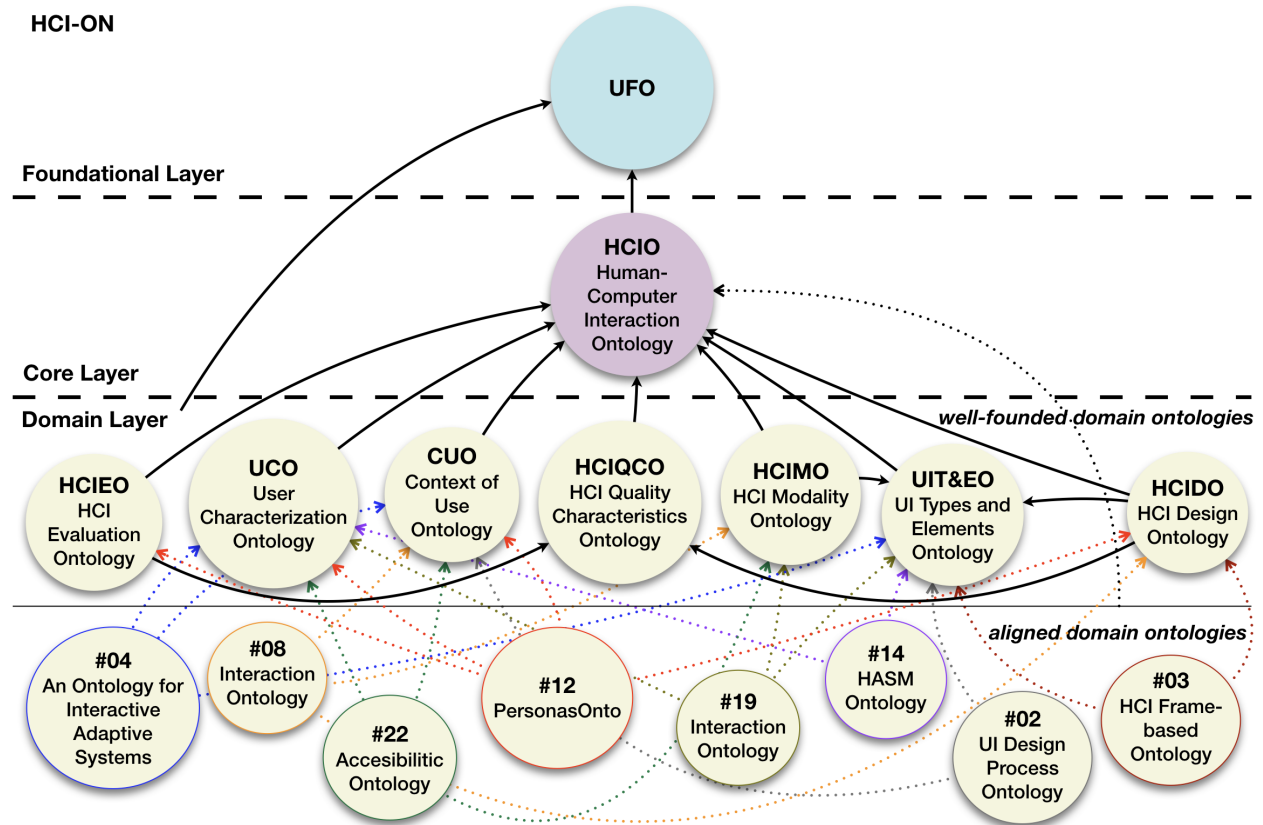 HCI-ON
UFO
Foundational Layer
HCIO
Human-
Computer
Interaction
Ontology
Core Layer
Domain Layer
well-founded domain ontologies
HCIEO
HCI
Evaluation
Ontology
UCO
User
Characterization
Ontology
CUO
Context of
Use
Ontology
HCIQCO
HCI Quality
Characteristics
Ontology
HCIMO
HCI Modality
Ontology
UIT&EO
UI Types and
Elements
Ontology
HCIDO
HCI Design
Ontology
aligned domain ontologies
#04
An Ontology for
Interactive
Adaptive
Systems
#08
Interaction
Ontology
#22
Accesibilitic
Ontology
#12
PersonasOnto
#19
Interaction
Ontology
#14
HASM
Ontology
#02
UI Design
Process
Ontology
#03
HCI Frame-
based
Ontology